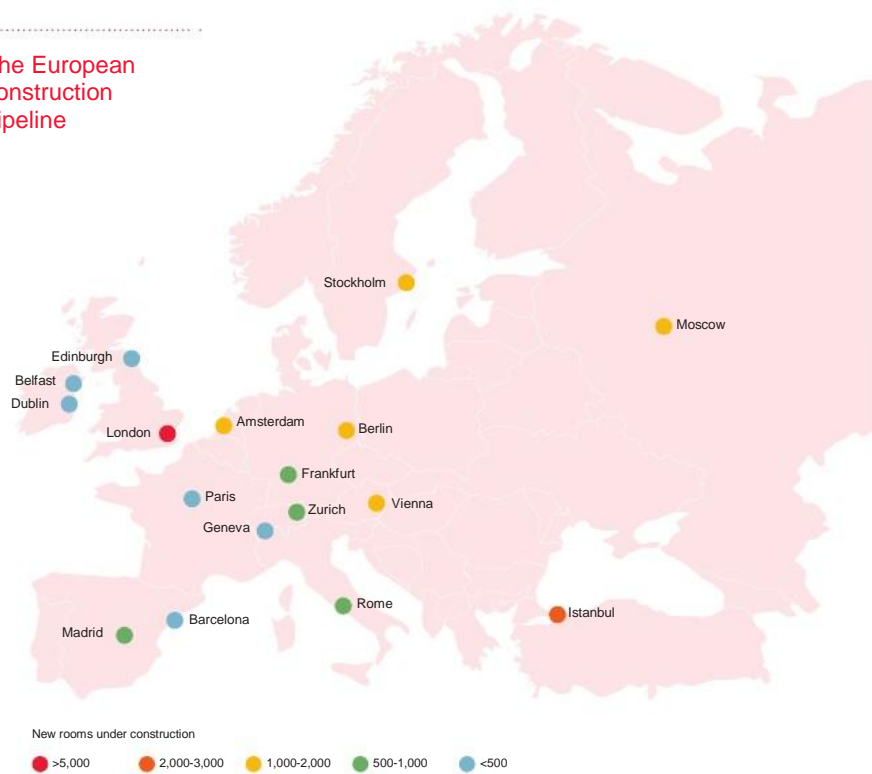 he European
onstruction
ipeline
Stockholm
Moscow
Edinburgh
Belfast
Dublin
London
Amsterdam
Berlin
Frankfurt
Paris
Zurich
Vienna
Geneva
Rome
Istanbul
Barcelona
Madrid
New rooms under construction
>5,000 2,000-3,000 1,000-2,000 500-1,000 <500